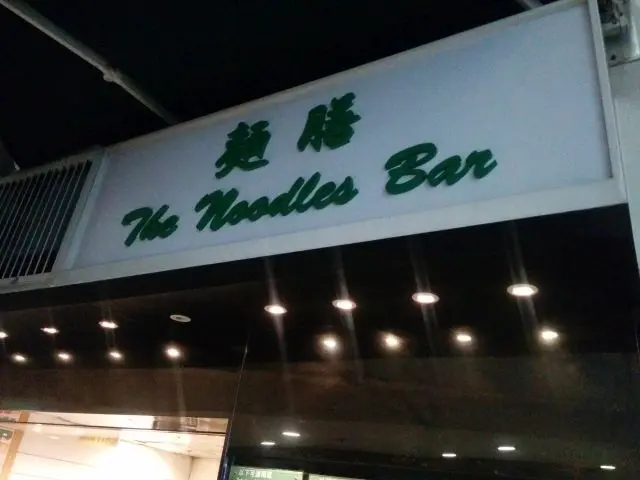 麵膳
The Noodles Bar